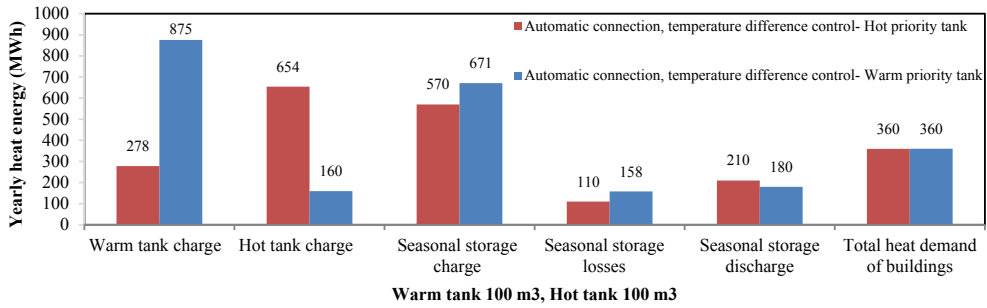 Yearly heat energy (MWh)
1000
900
800
700
600
500
400
300
200
100
0
Automatic connection, temperature difference control- Hot priority tank
Automatic connection, temperature difference control- Warm priority tank
278
875
654
160
570
671
110
158
210
180
360
360
Warm tank charge
Hot tank charge
Seasonal storage
charge
Seasonal storage
losses
Seasonal storage
discharge
Total heat demand
of buildings
Warm tank 100 m3, Hot tank 100 m3